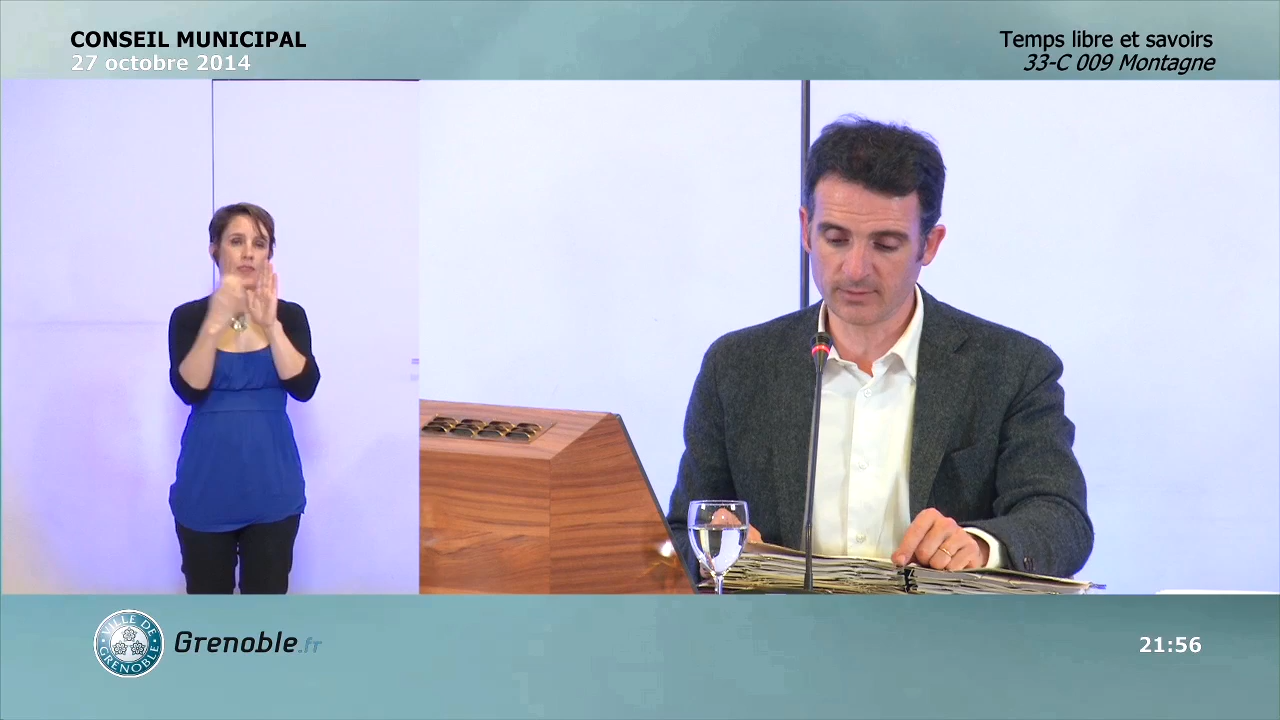 CONSEIL MUNICIPAL
27 octobre 2014
Temps libre et savoirs
33-C 009 Montagne
VILLE DE GRENOBLE
Grenoble.fr
21:56